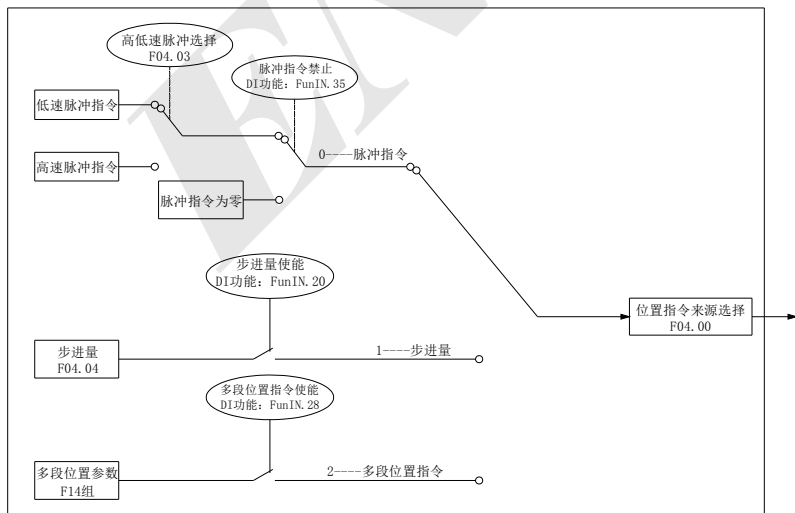 高低速脉冲选择
F04.03
脉冲指令禁止
DI功能：FunIN.35
低速脉冲指令
0----脉冲指令
高速脉冲指令
脉冲指令为零
步进量使能
DI功能：FunIN.20
位置指令来源选择
F04.00
1----步进量
步进量
F04.04
多段位置指令使能
DI功能：FunIN.28
2----多段位置指令
多段位置参数
F14组